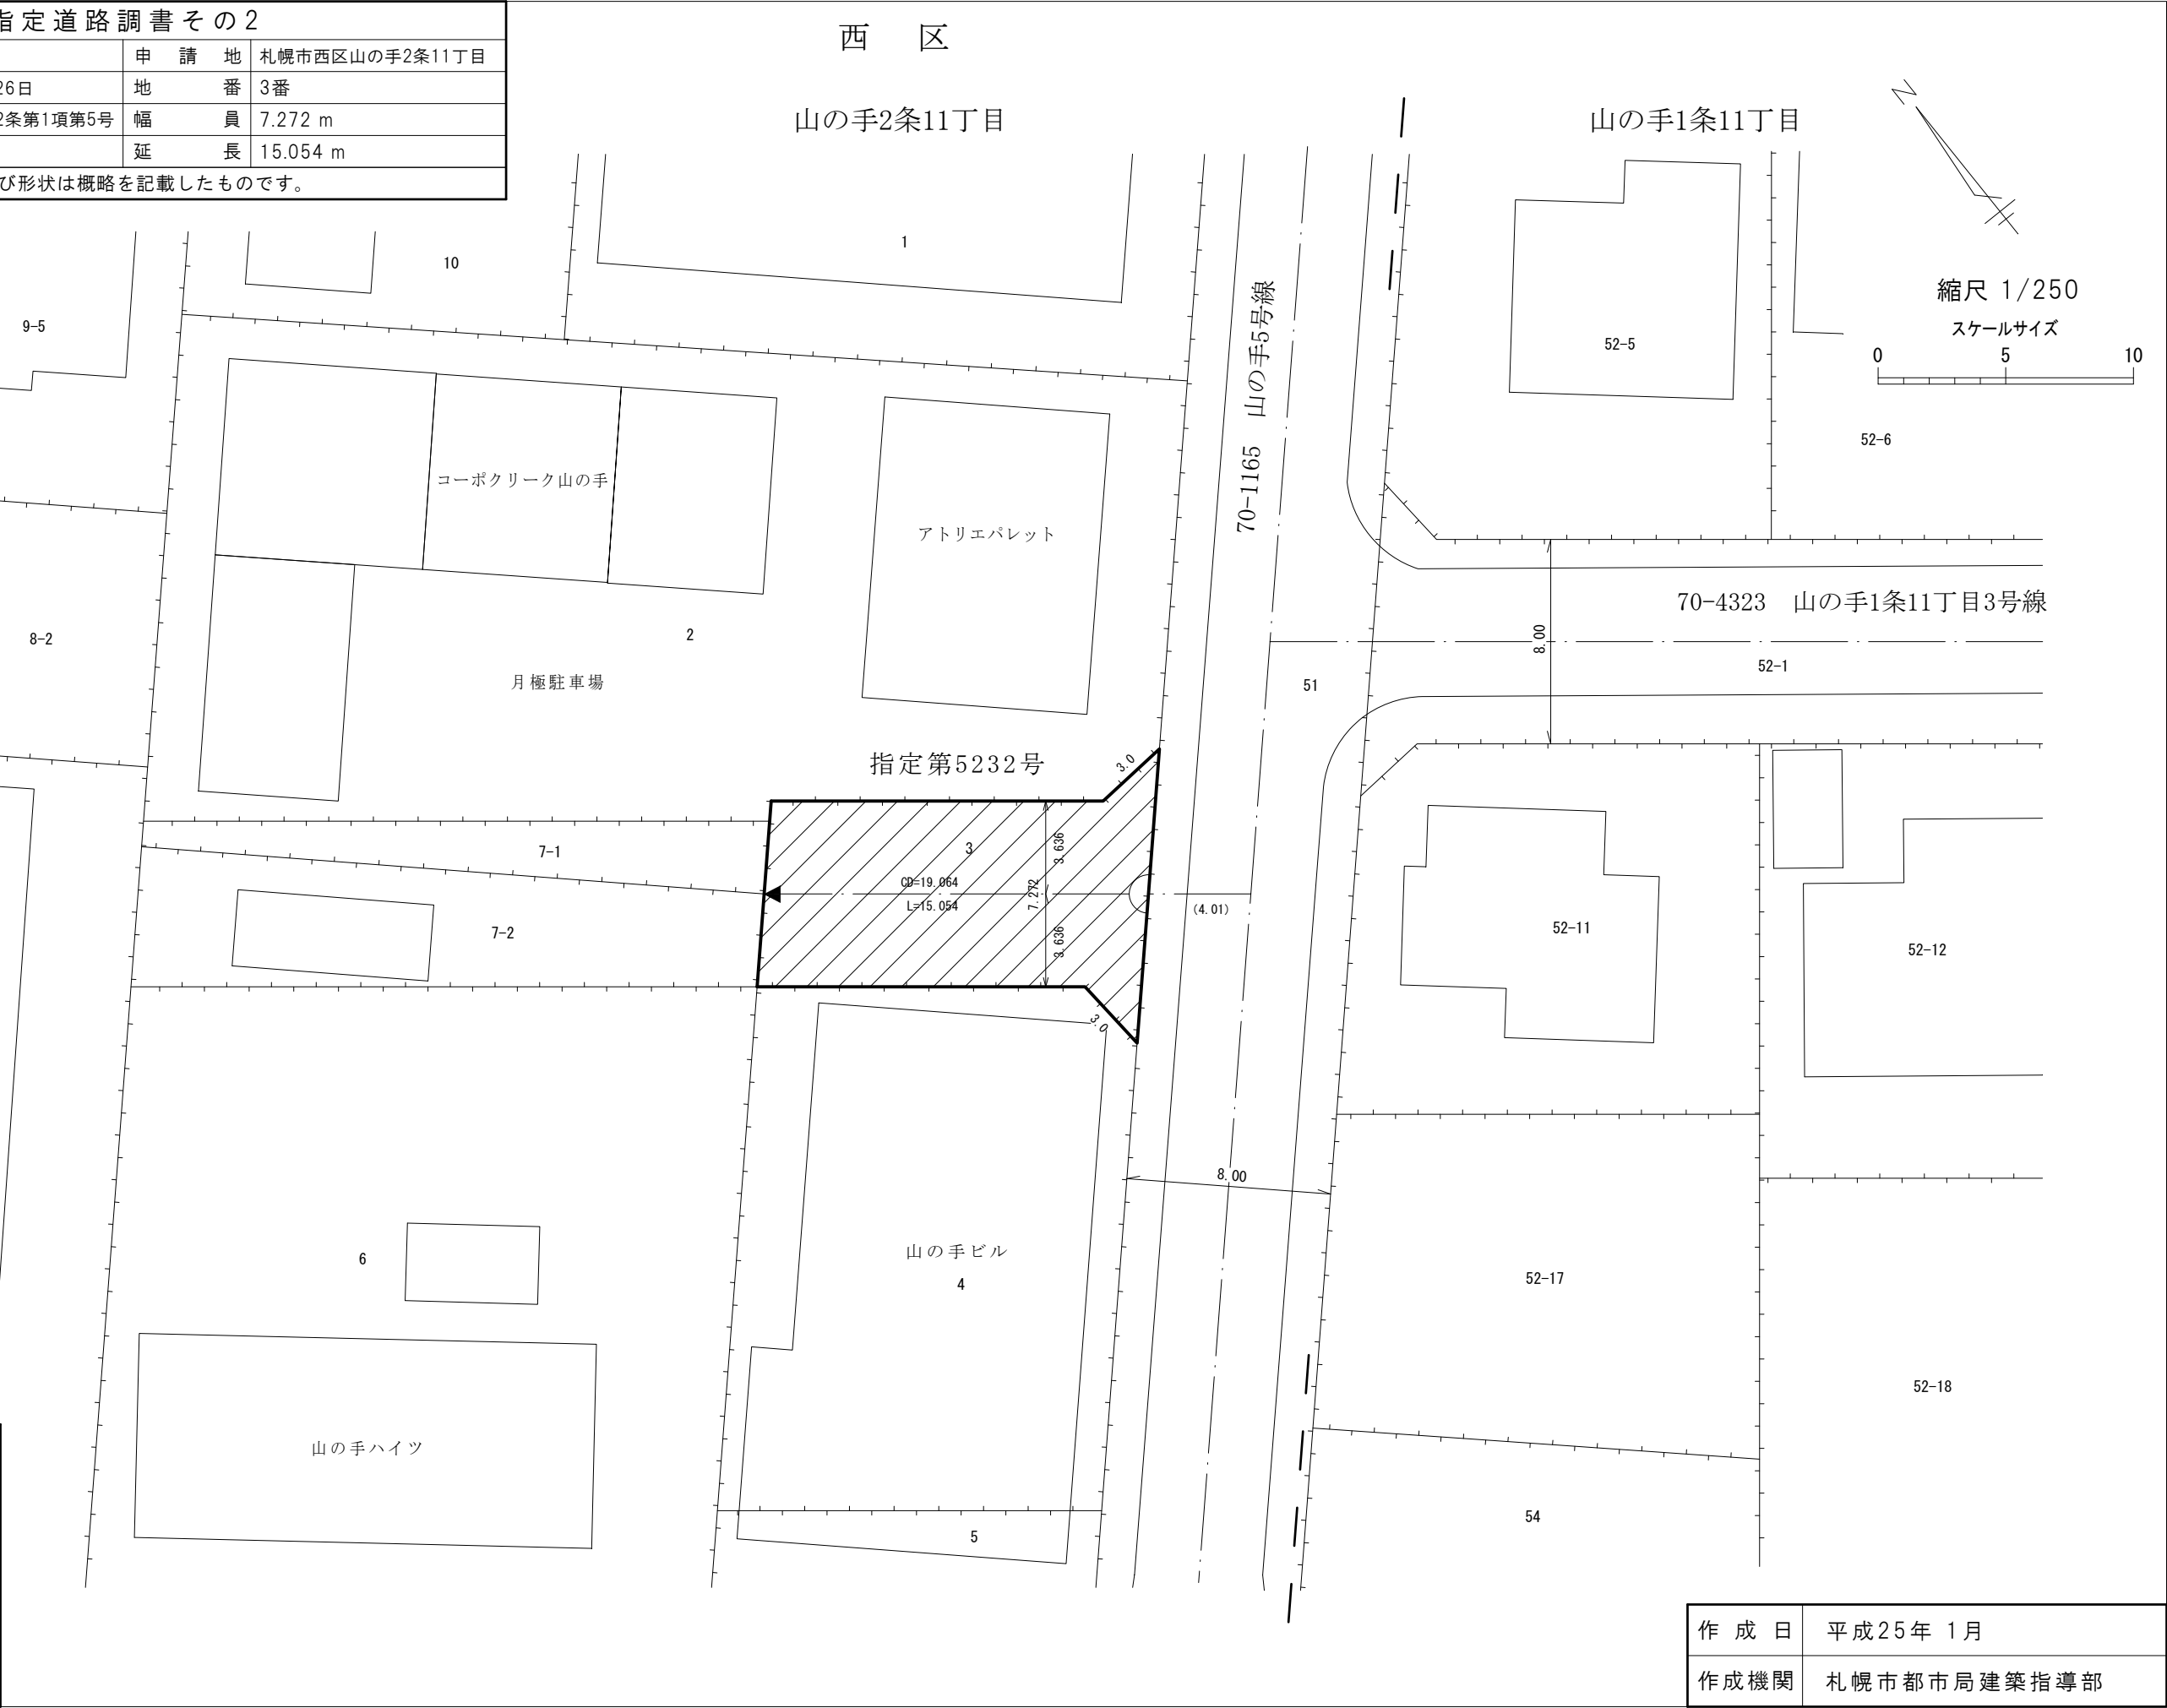 指定道路調書その2
申請地 札幌市西区山の手2条11丁目
26日 地番 3番
2条第1項第5号 幅員 7.272 m
延長 15.054 m
び形状は概略を記載したものです。
西 区
山の手2条11丁目
山の手1条11丁目
縮尺 1/250
スケールサイズ
0 5 10
1
10
9-5
52-5
52-6
70-1165 山の手5号線
コーポクリーク山の手
アトリエパレット
70-4323 山の手1条11丁目3号線
8.00
8-2
2
52-1
51
月極駐車場
指定第5232号
3.0
7-1
3
3.636
CD=19.064
7.272
L=15.054
(4.01)
3.636
7-2
52-11
52-12
3.0
8.00
山の手ビル
4
6
52-17
52-18
山の手ハイツ
5
54
作成日 平成25年 1月
作成機関 札幌市都市局建築指導部